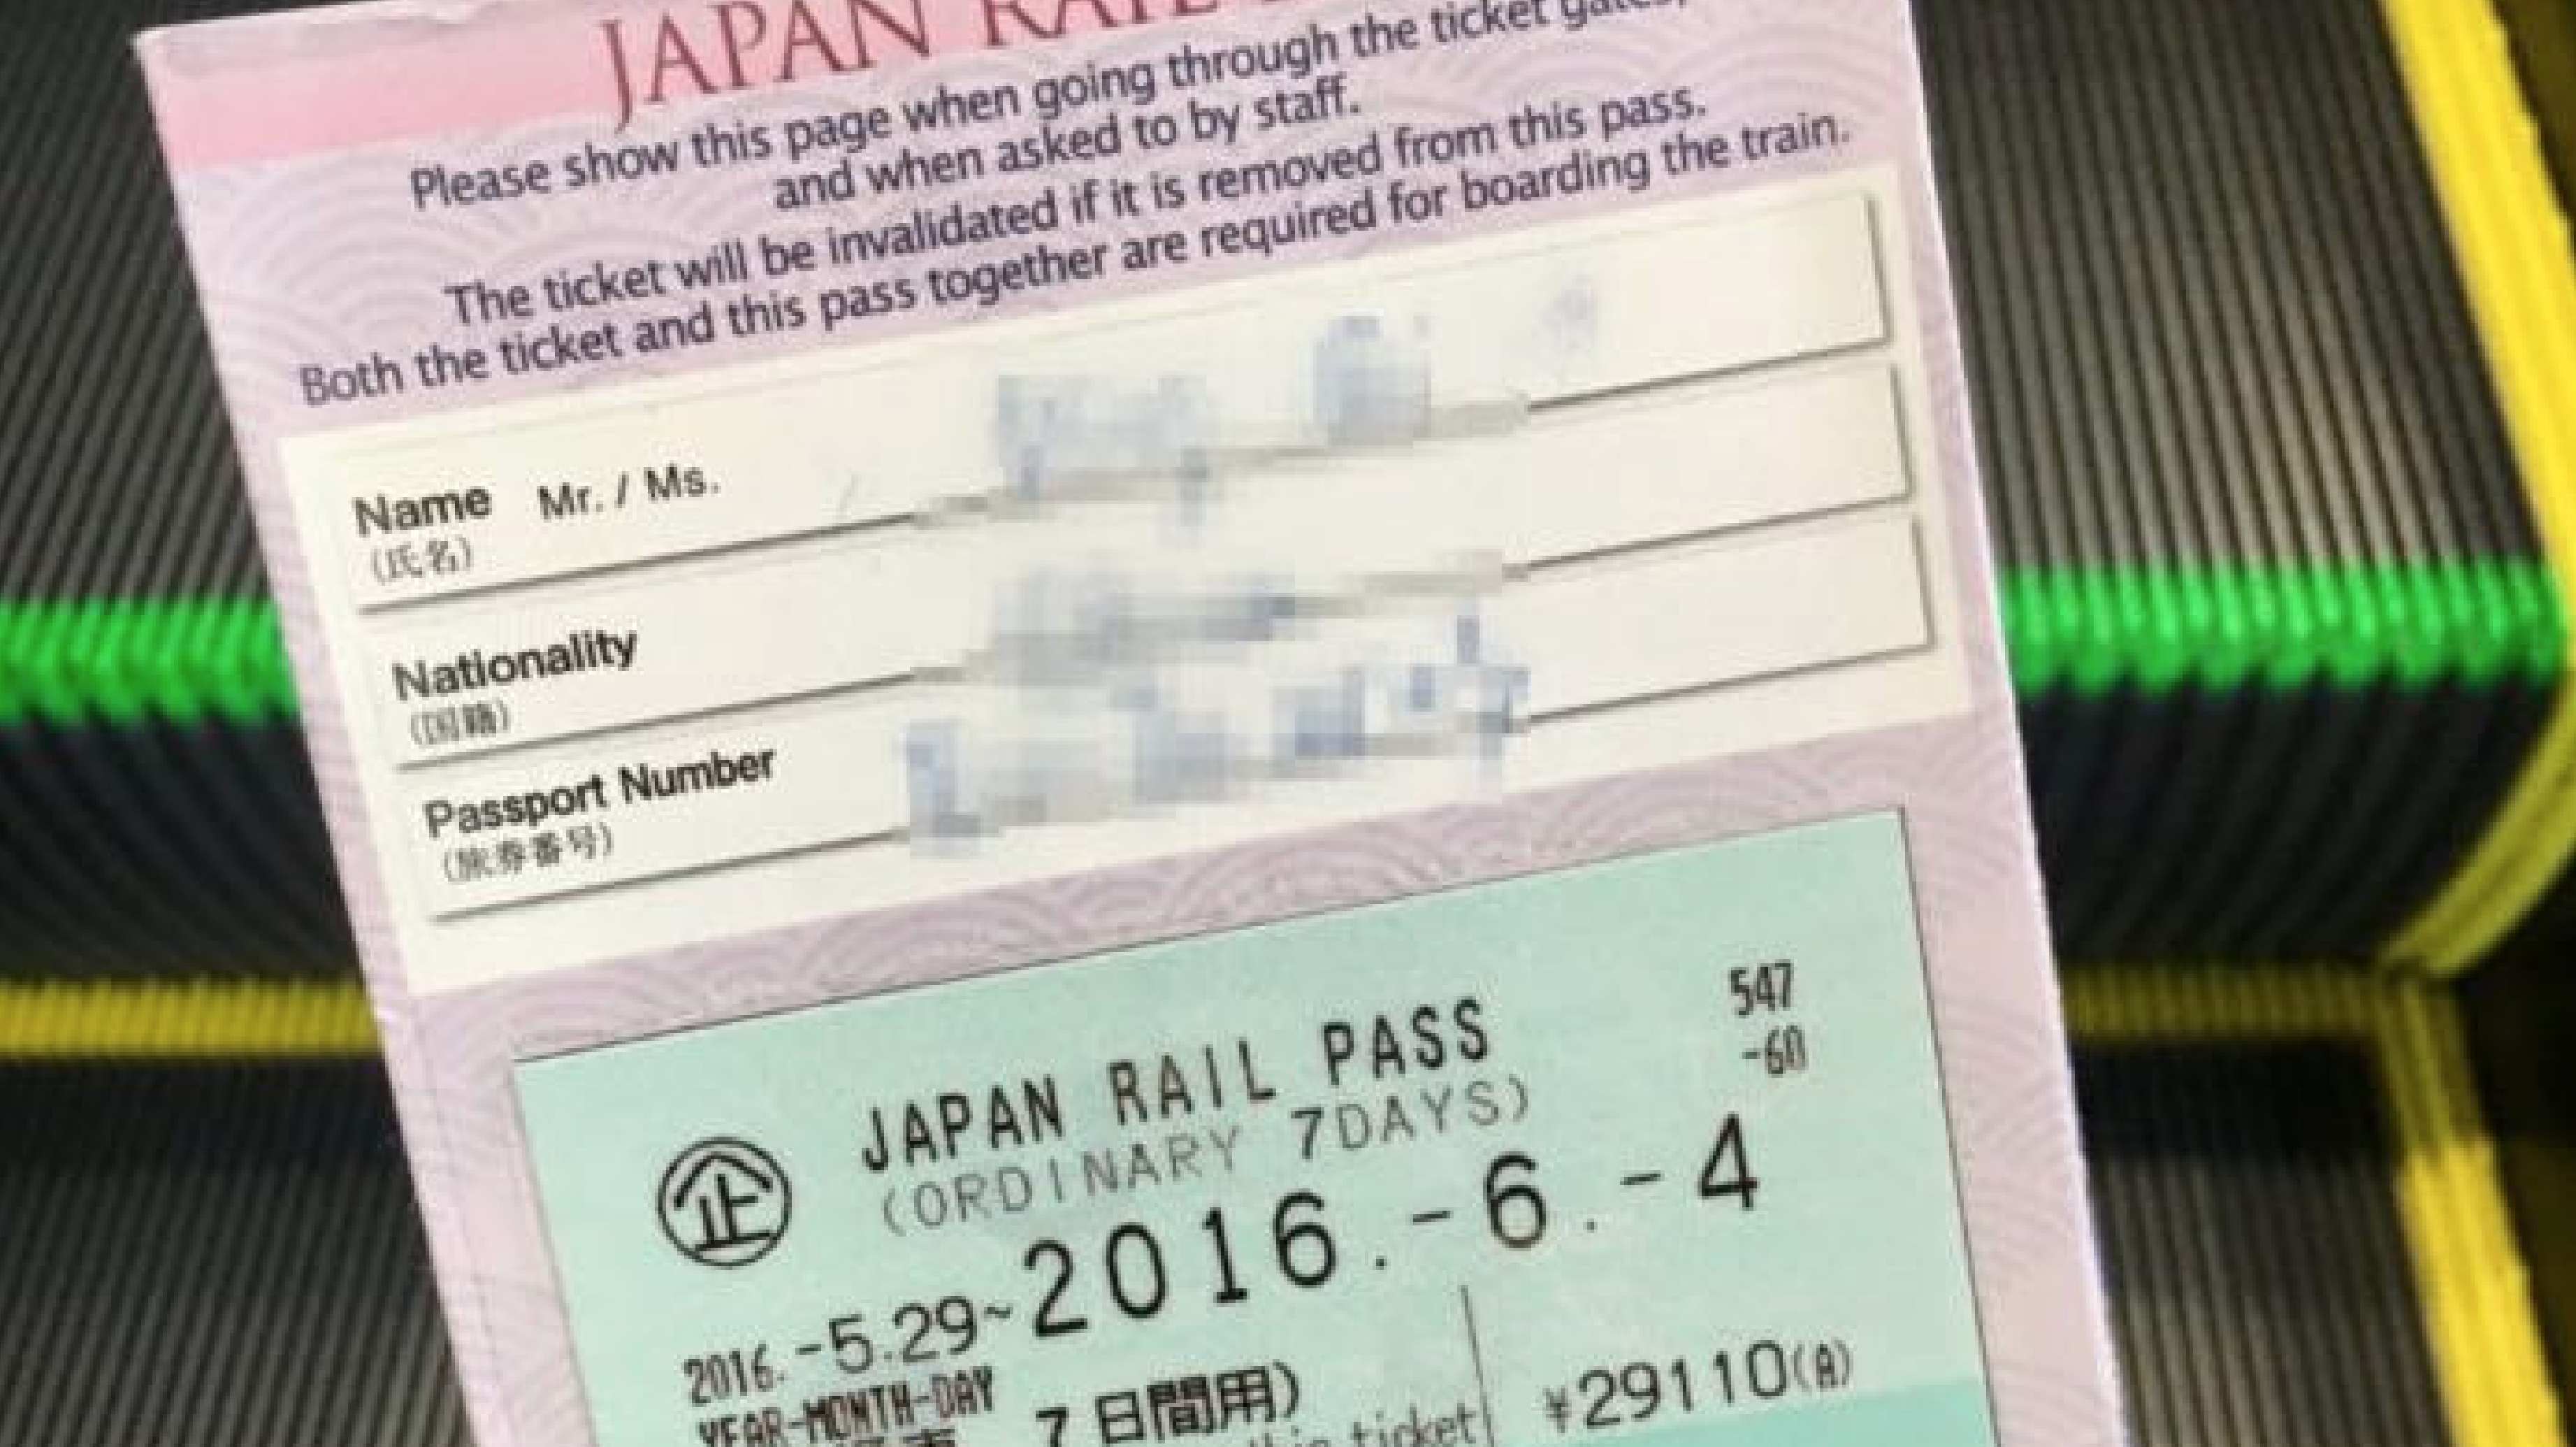 JAPAN RAIL
Please show this page when going through the ticket gates,
and when asked to by staff.
The ticket will be invalidated if it is removed from this pass.
Both the ticket and this pass together are required for boarding the train.
Name Mr. / Ms.
(氏名)
Nationality
(国籍)
Passport Number
(旅券番号)
547
-60
JAPAN RAIL PASS
(ORDINARY 7DAYS)
企
2016.-5.29~2016.-6.-4
YEAR-MONTH-DAY
7日間用) ¥29110(A)
this ticket